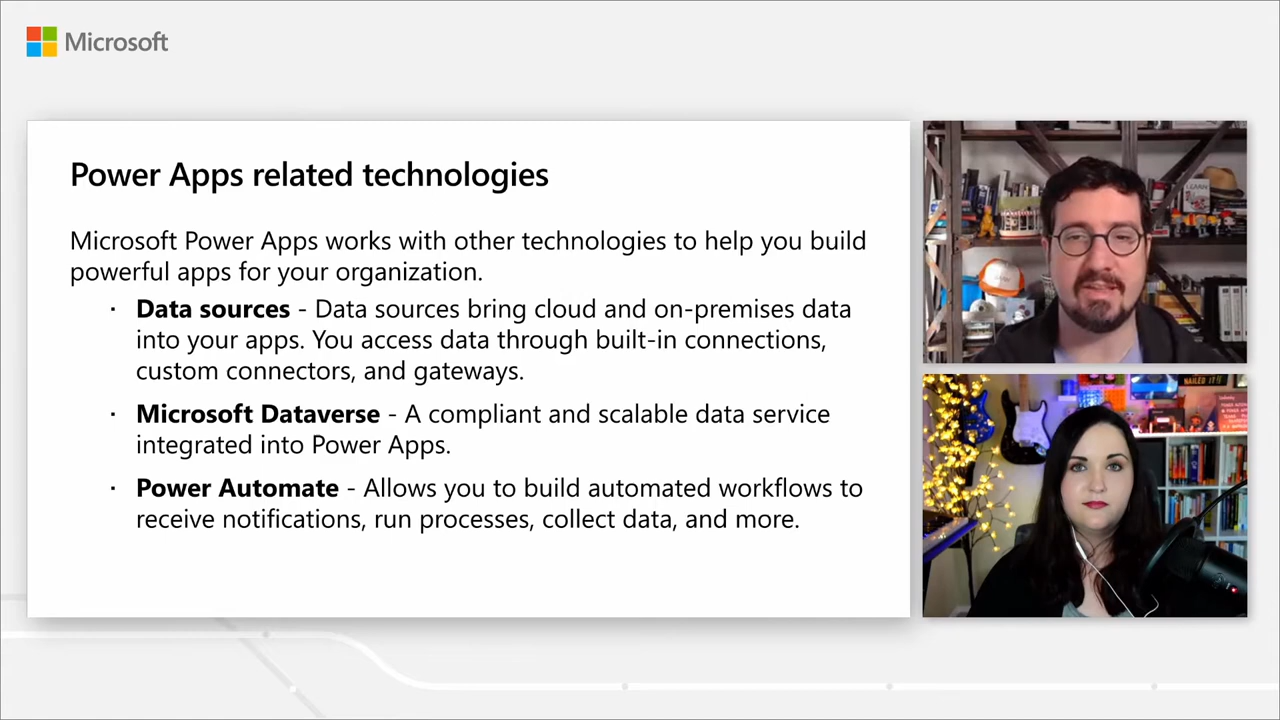 Microsoft
Power Apps related technologies
Microsoft Power Apps works with other technologies to help you build
powerful apps for your organization.
· Data sources - Data sources bring cloud and on-premises data
into your apps. You access data through built-in connections,
custom connectors, and gateways.
· Microsoft Dataverse - A compliant and scalable data service
integrated into Power Apps.
· Power Automate - Allows you to build automated workflows to
receive notifications, run processes, collect data, and more.
NAILED IT!